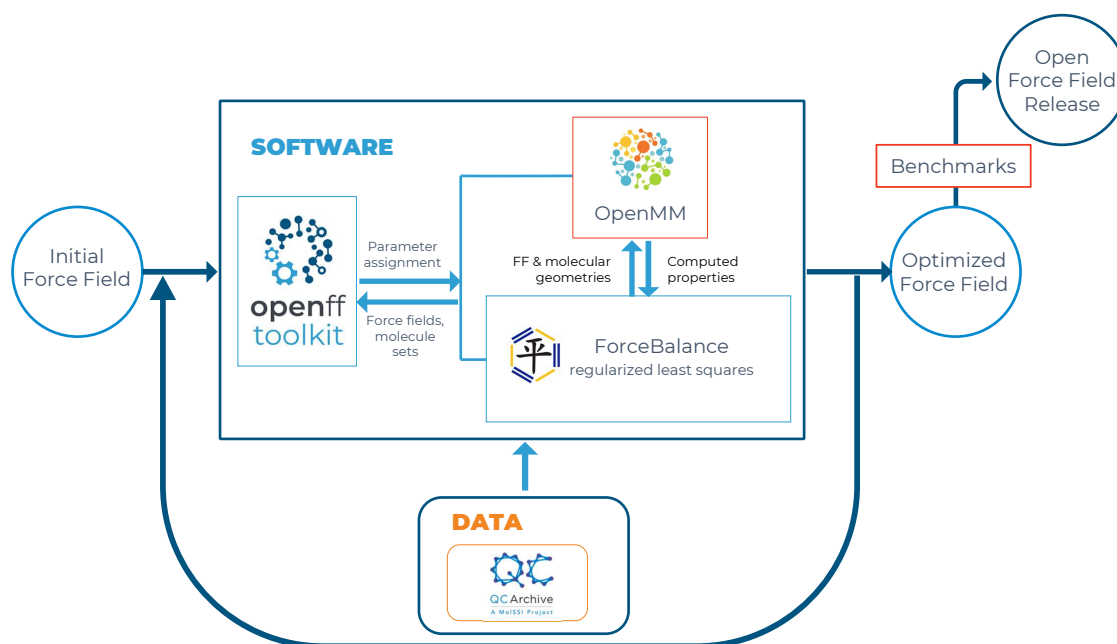 Open
Force Field
Release
SOFTWARE
Benchmarks
OpenMM
Initial
Force Field
Parameter
assignment
FF & molecular
geometries
Computed
properties
Optimized
Force Field
openff
toolkit
Force fields,
molecule
sets
平
ForceBalance
regularized least squares
DATA
QC
QCArchive
A MolSSI Project